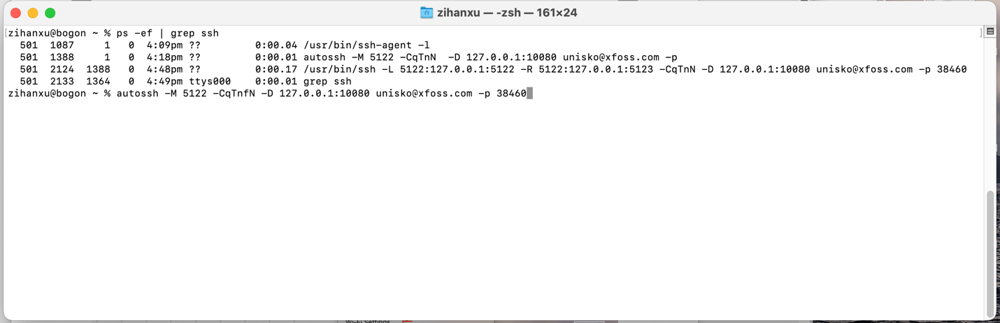 zihanxu — -zsh — 161×24
[zihanxu@bogon ~ % ps -ef | grep ssh ]
501 1087 1 0 4:09pm ?? 0:00.04 /usr/bin/ssh-agent -l
501 1388 1 0 4:18pm ?? 0:00.01 autossh -M 5122 -CqTnN -D 127.0.0.1:10080 unisko@xfoss.com -p
501 2124 1388 0 4:48pm ?? 0:00.17 /usr/bin/ssh -L 5122:127.0.0.1:5122 -R 5122:127.0.0.1:5123 -CqTnN -D 127.0.0.1:10080 unisko@xfoss.com -p 38460
501 2133 1364 0 4:49pm ttys000 0:00.01 grep ssh
zihanxu@bogon ~ % autossh -M 5122 -CqTnfN -D 127.0.0.1:10080 unisko@xfoss.com -p 38460
Wi-Fi Settings